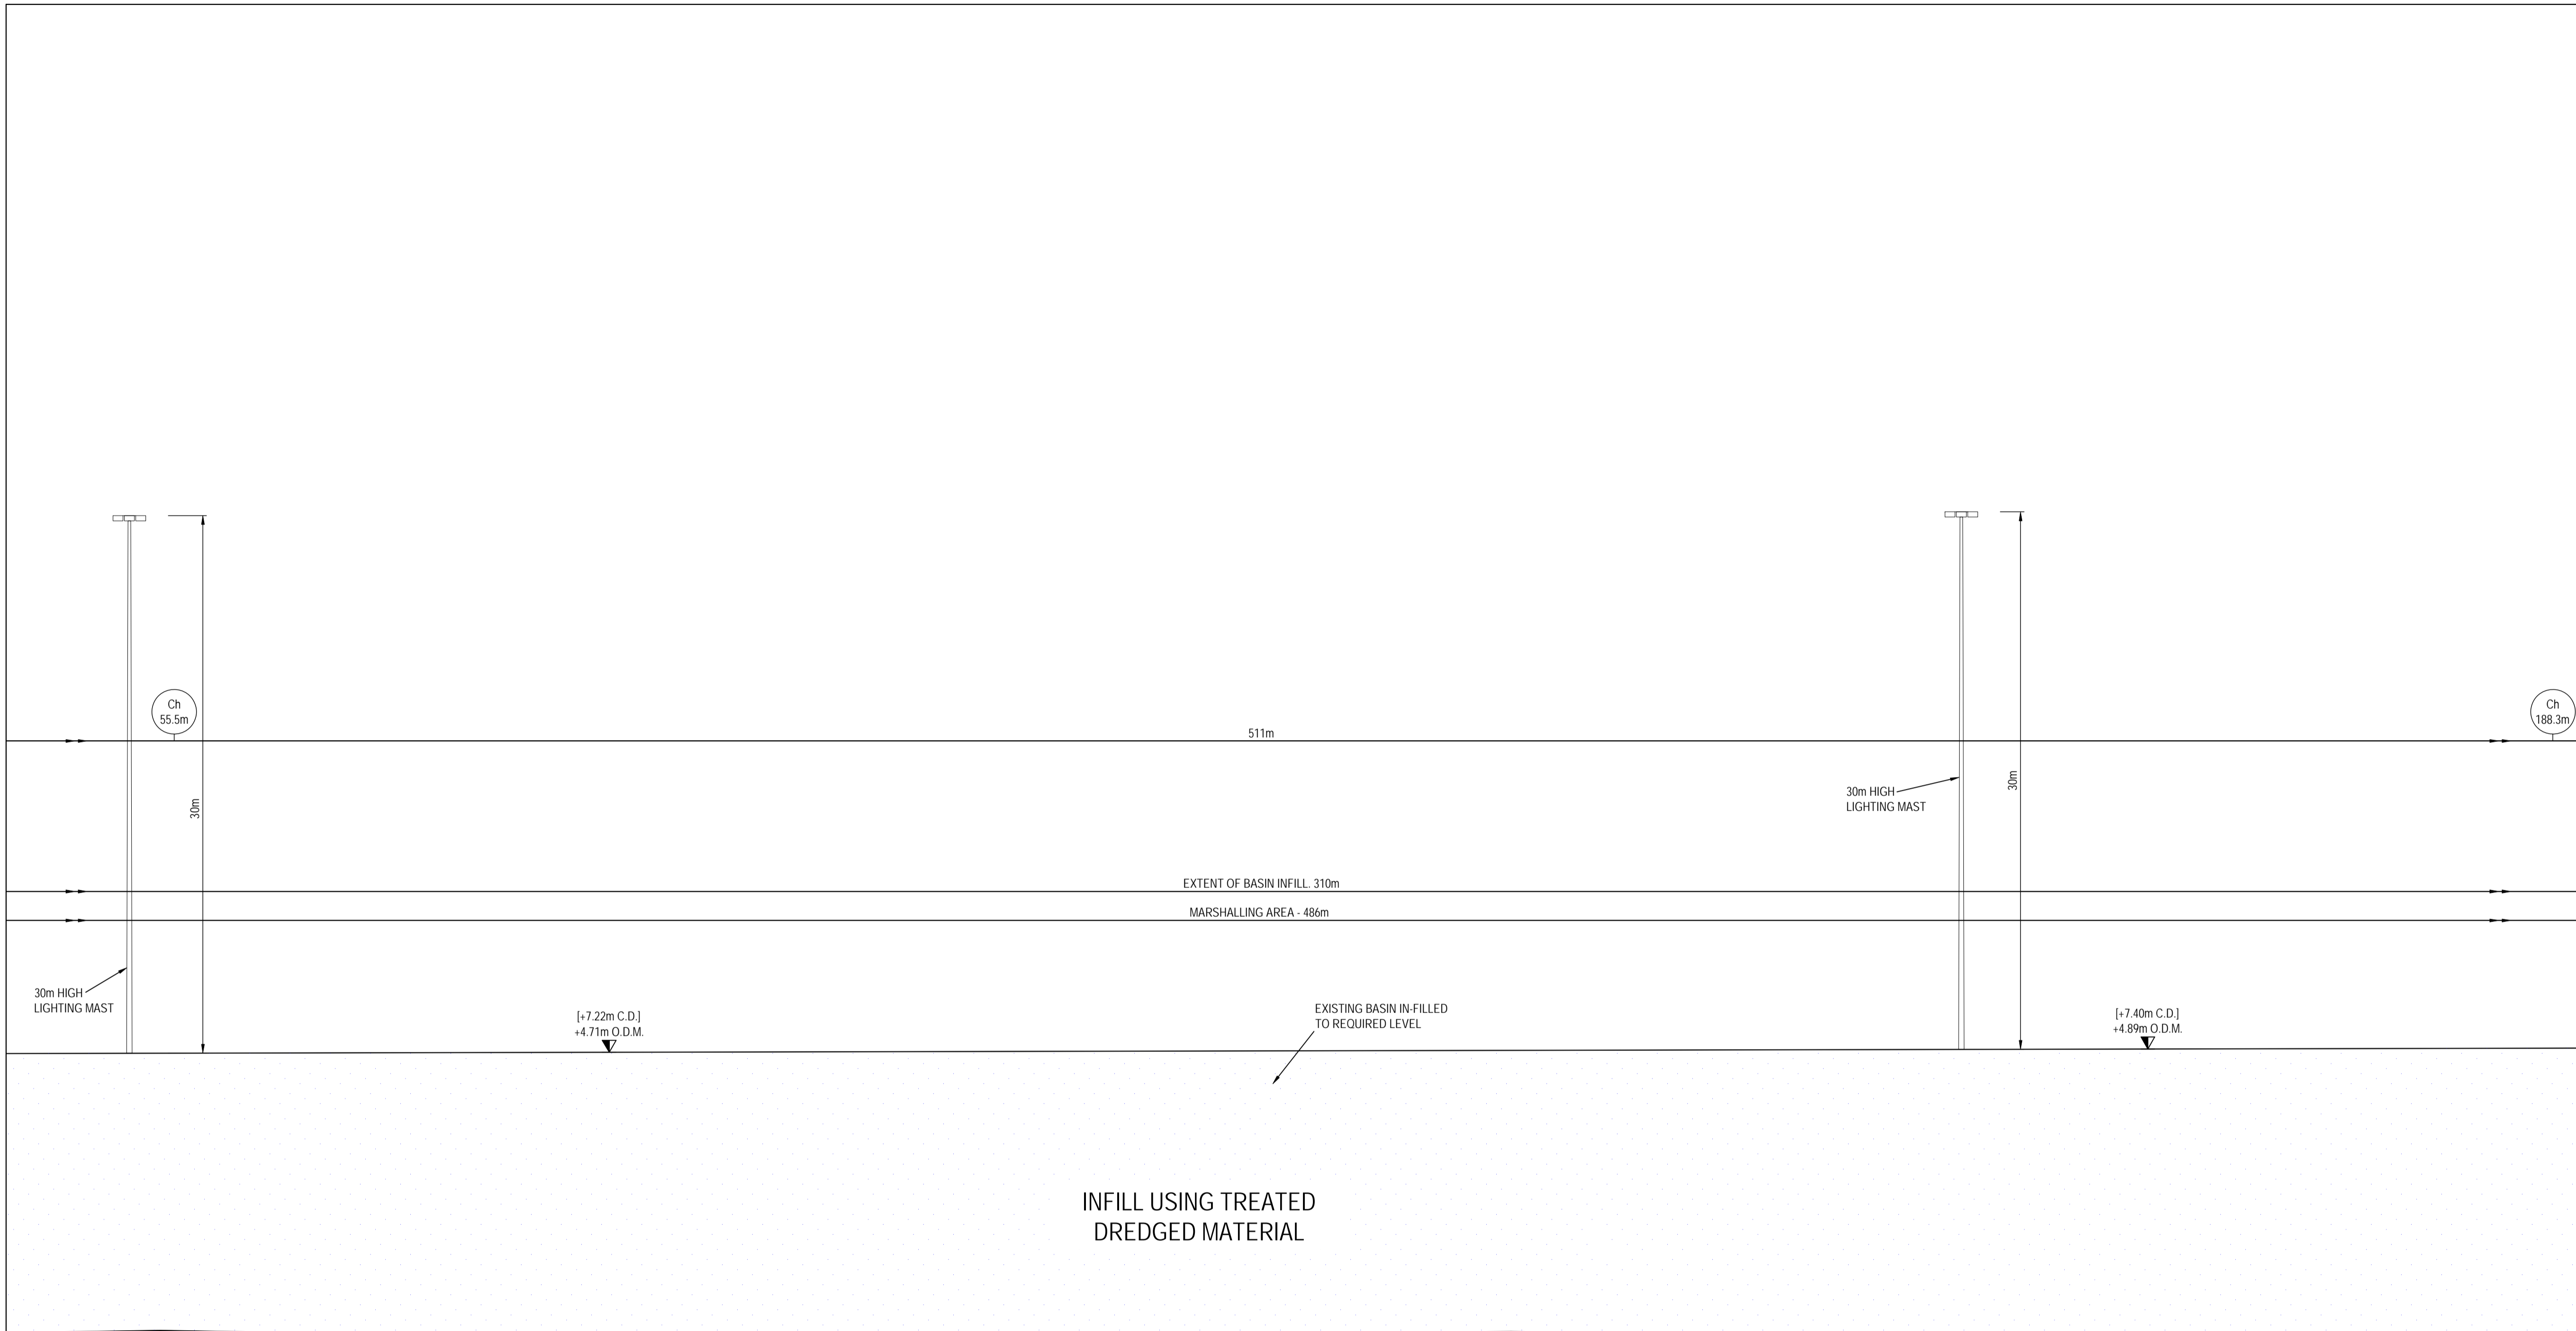 Ch
55.5m
Ch
188.3m
511m
30m
30m
30m HIGH
LIGHTING MAST
EXTENT OF BASIN INFILL. 310m
MARSHALLING AREA - 486m
30m HIGH
LIGHTING MAST
[+7.22m C.D.]
+4.71m O.D.M.
EXISTING BASIN IN-FILLED
TO REQUIRED LEVEL
[+7.40m C.D.]
+4.89m O.D.M.
INFILL USING TREATED
DREDGED MATERIAL